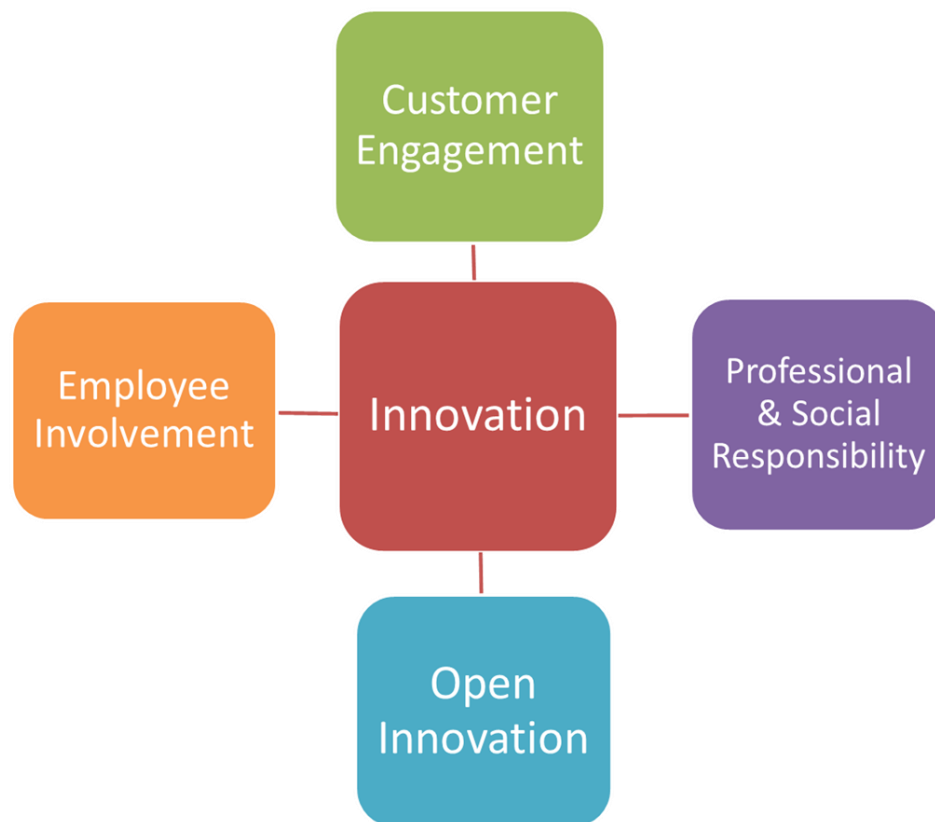 Customer
Engagement
Employee
Involvement
Innovation
Professional
& Social
Responsibility
Open
Innovation